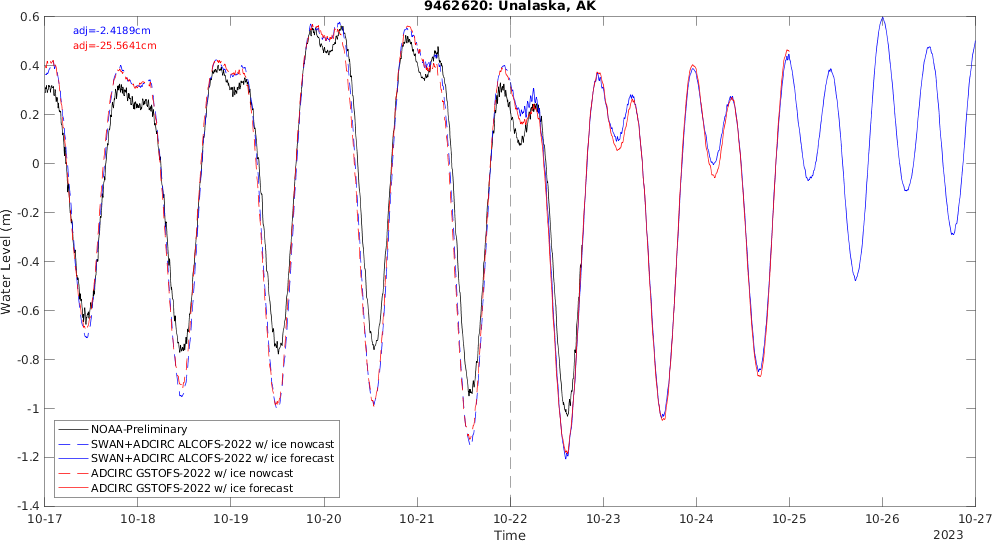 9462620: Unalaska, AK
adj=-2.4189cm
adj=-25.5641cm
Water Level (m)
0.6
0.4
0.2
0
-0.2
-0.4
-0.6
-0.8
-1
-1.2
-1.4
NOAA-Preliminary
SWAN+ADCIRC ALCOFS-2022 w/ ice nowcast
SWAN+ADCIRC ALCOFS-2022 w/ ice forecast
ADCIRC GSTOFS-2022 w/ ice nowcast
ADCIRC GSTOFS-2022 w/ ice forecast
10-17 10-18 10-19 10-20 10-21 10-22 10-23 10-24 10-25 10-26 10-27
Time
2023